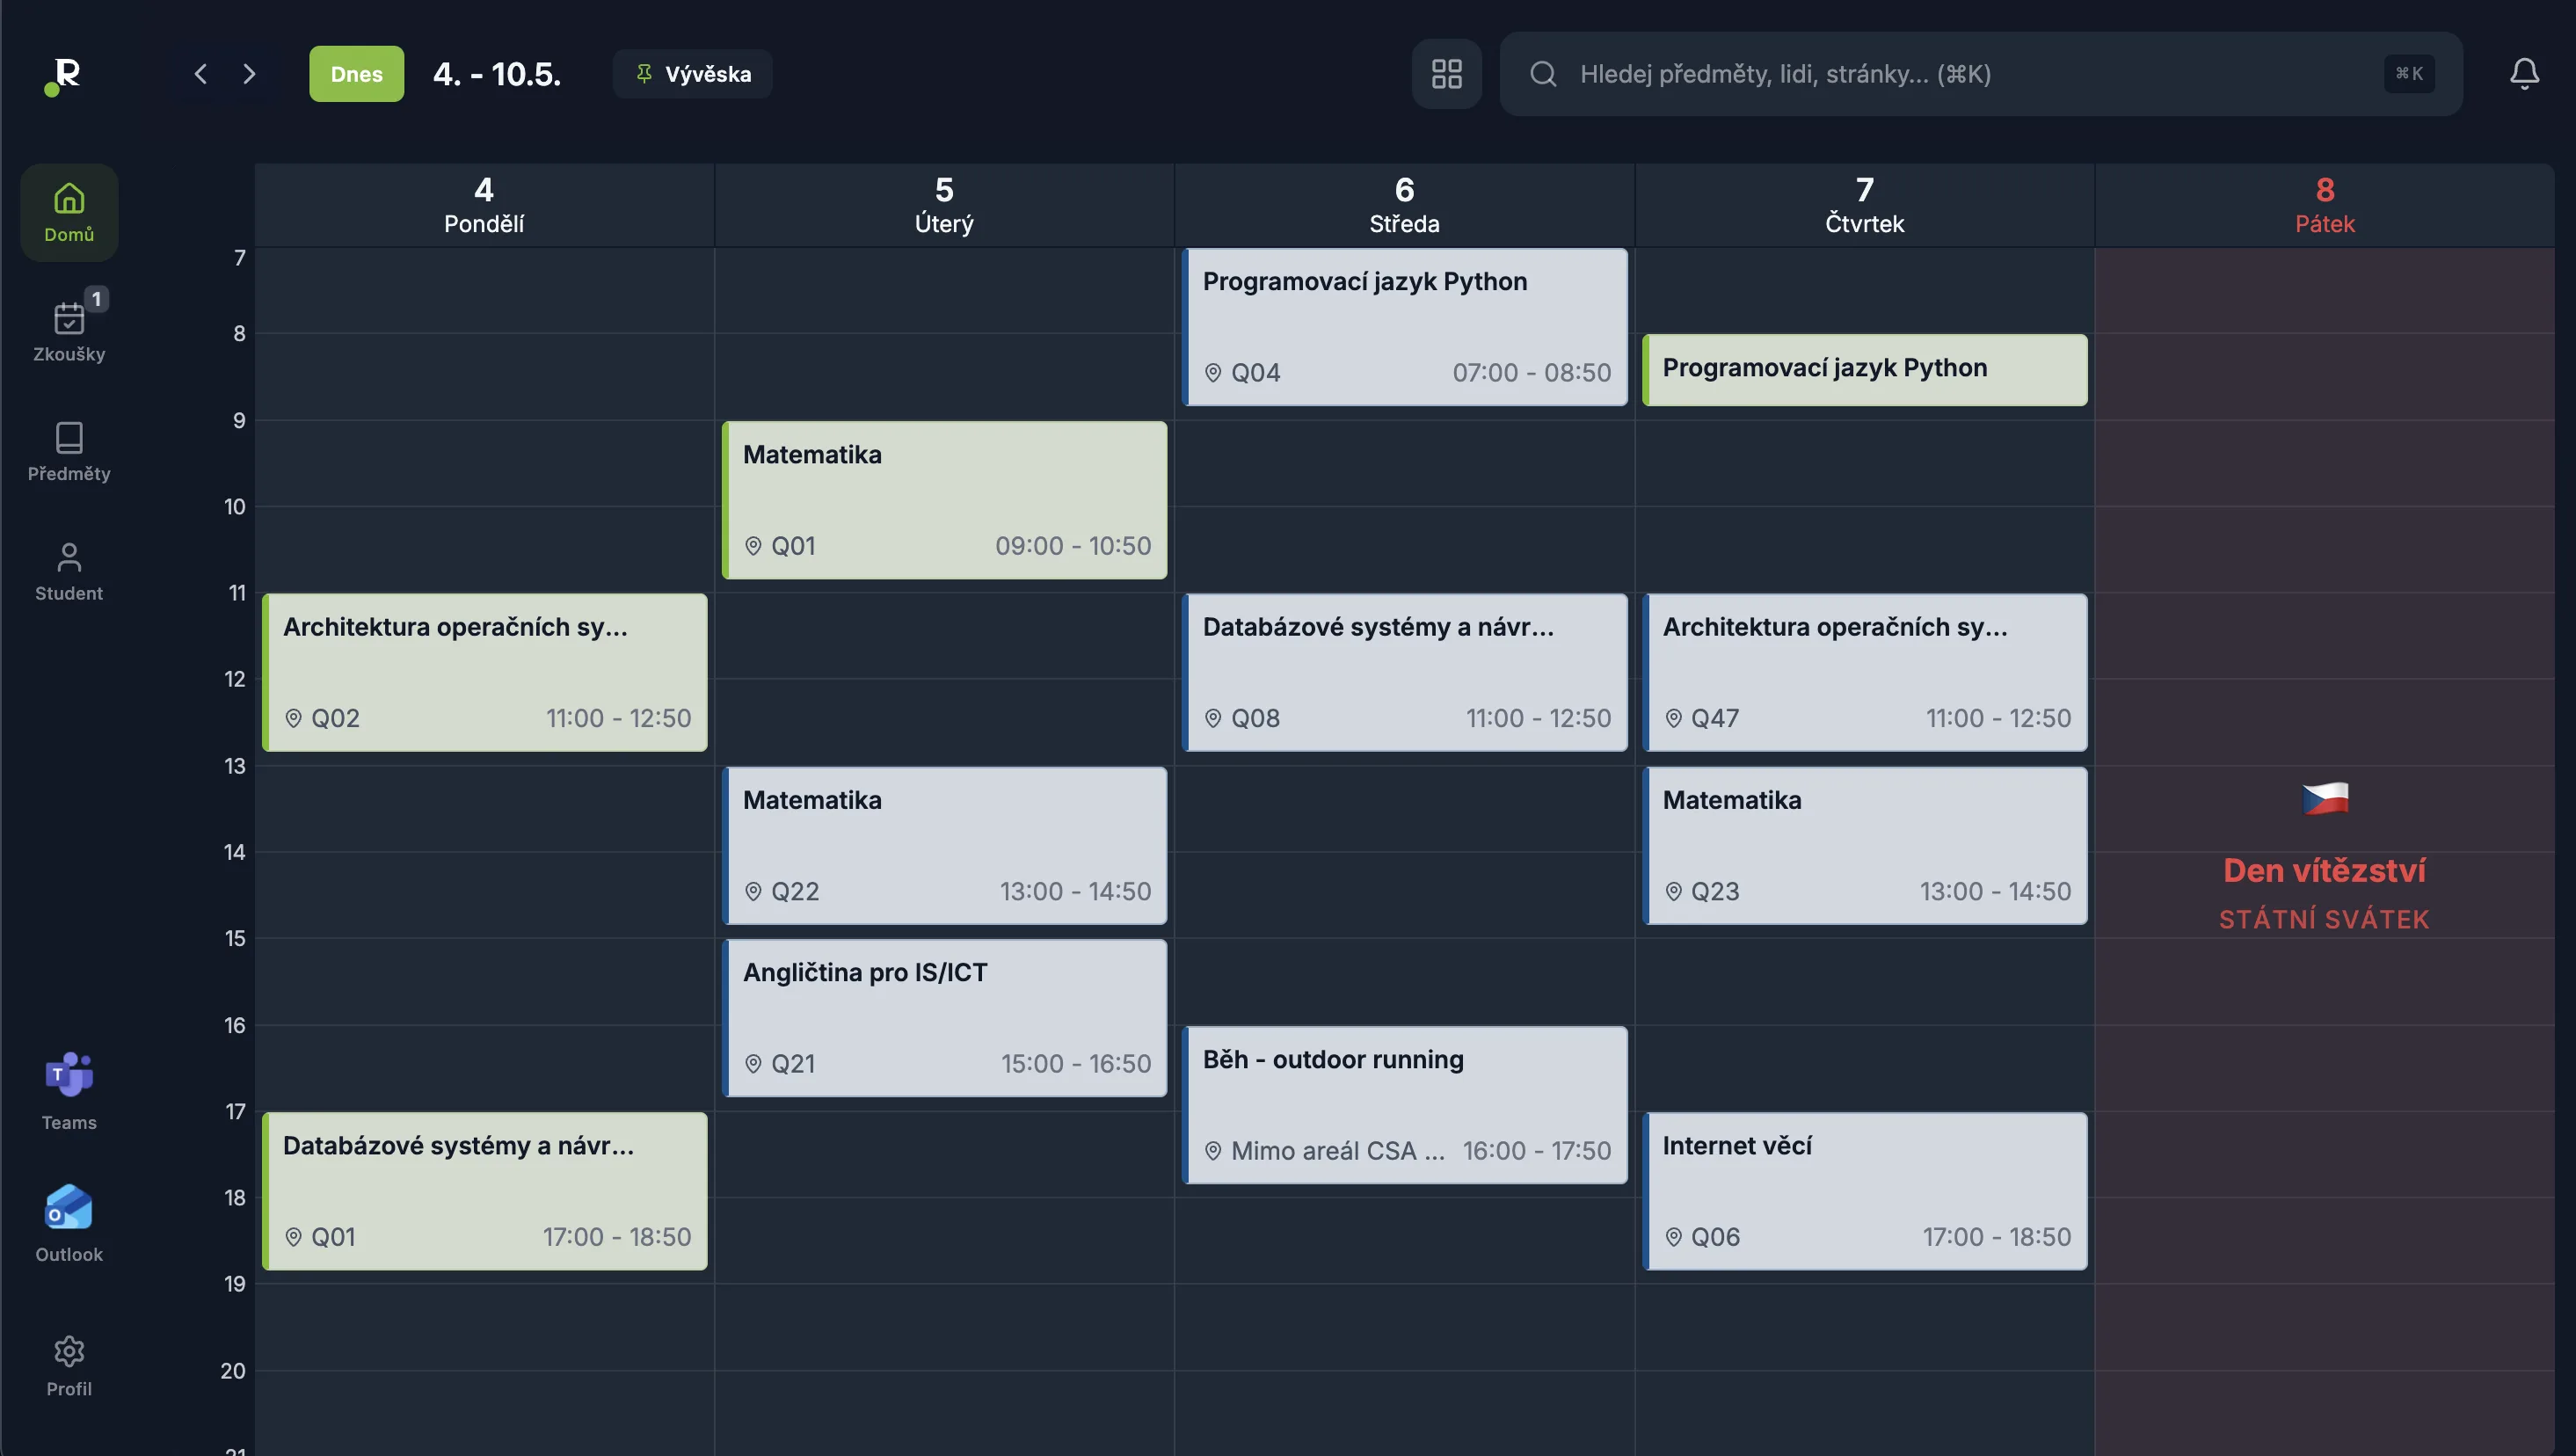 R
Dnes
4. - 10.5.
Vývěska
Hledej předměty, lidi, stránky... (⌘K)
⌘K
Domů
1
Zkoušky
Předměty
Student
T
Teams
O
Outlook
Profil
4
Pondělí
5
Úterý
6
Středa
7
Čtvrtek
8
Pátek
7
8
9
10
11
12
13
14
15
16
17
18
19
20
Architektura operačních sy...
Q02
11:00 - 12:50
Databázové systémy a návr...
Q01
17:00 - 18:50
Matematika
Q01
09:00 - 10:50
Matematika
Q22
13:00 - 14:50
Angličtina pro IS/ICT
Q21
15:00 - 16:50
Programovací jazyk Python
Q04
07:00 - 08:50
Databázové systémy a návr...
Q08
11:00 - 12:50
Běh - outdoor running
Mimo areál CSA ...
16:00 - 17:50
Programovací jazyk Python
Architektura operačních sy...
Q47
11:00 - 12:50
Matematika
Q23
13:00 - 14:50
Internet věcí
Q06
17:00 - 18:50
Den vítězství
STÁTNÍ SVÁTEK